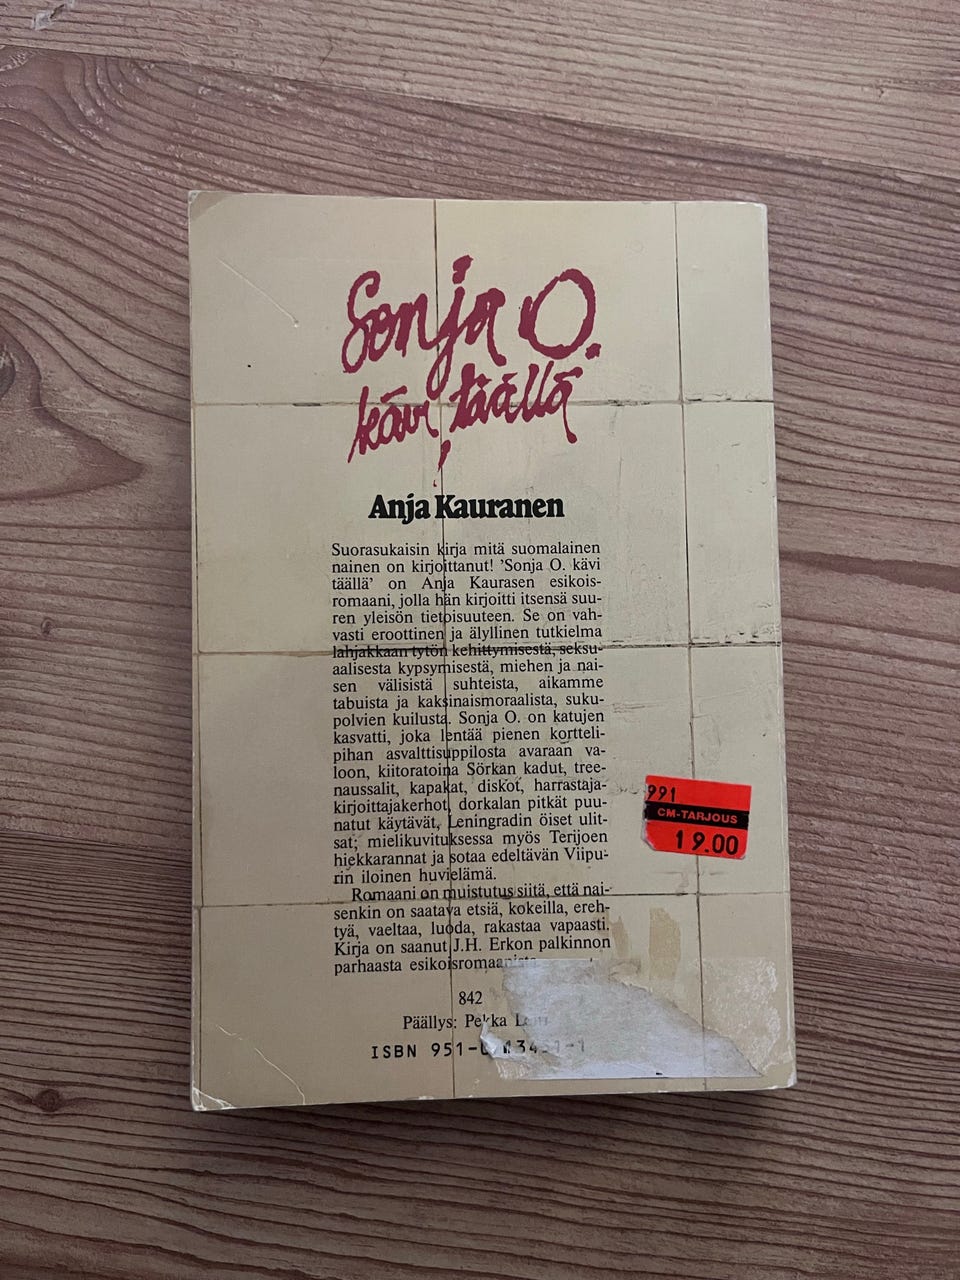 Sonja O.
kävi täällä
Anja Kauranen
Suorasukaisin kirja mitä suomalainen
nainen on kirjoittanut! 'Sonja O. kävi
täällä' on Anja Kaurasen esikois-
romaani, jolla hän kirjoitti itsensä suu-
ren yleisön tietoisuuteen. Se on vah-
vasti eroottinen ja älyllinen tutkielma
lahjakkaan tytön kehittymisestä, seksu-
aalisesta kypsymisestä, miehen ja nai-
sen välisistä suhteista, aikamme
tabuista ja kaksinaismoraalista, suku-
polvien kuilusta. Sonja O. on katujen
kasvatti, joka lentää pienen kortteli-
pihan asvalttisuppilosta avaraan va-
loon, kiitoratoina Sörkan kadut, tree-
naussalit, kapakat, diskot, harrastaja-
kirjoittajakerhot, dorkalan pitkät puu-
natut käytävät, Leningradin öiset ulit-
sat; mielikuvituksessa myös Terijoen
hiekkarannat ja sotaa edeltävän Viipu-
rin iloinen huvielämä.
Romaani on muistutus siitä, että nai-
senkin on saatava etsiä, kokeilla, ereh-
tyä, vaeltaa, luoda, rakastaa vapaasti.
Kirja on saanut J.H. Erkon palkinnon
parhaasta esikoisromaanista
991
CM-TARJOUS
19.00
842
Päällys: Pekka
ISBN 951-